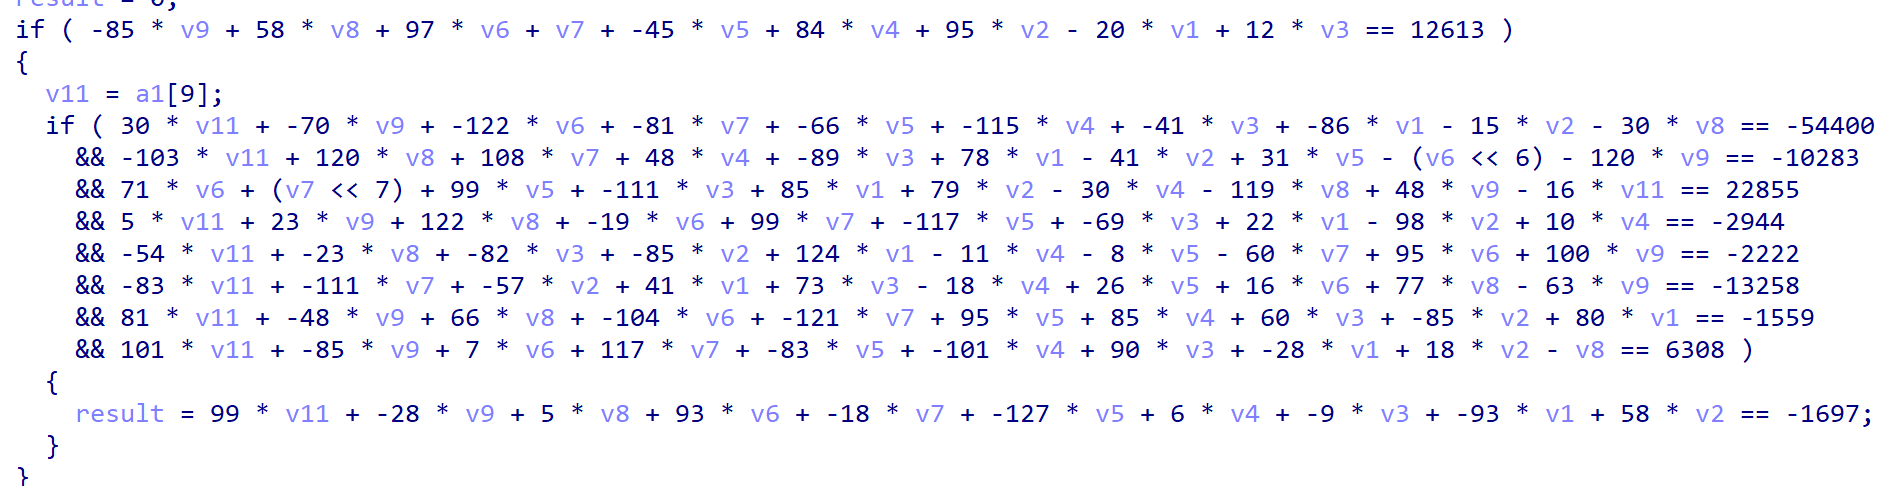 result = 0;
if ( -85 * v9 + 58 * v8 + 97 * v6 + v7 + -45 * v5 + 84 * v4 + 95 * v2 - 20 * v1 + 12 * v3 == 12613 )
{
v11 = a1[9];
if ( 30 * v11 + -70 * v9 + -122 * v6 + -81 * v7 + -66 * v5 + -115 * v4 + -41 * v3 + -86 * v1 - 15 * v2 - 30 * v8 == -54400
&& -103 * v11 + 120 * v8 + 108 * v7 + 48 * v4 + -89 * v3 + 78 * v1 - 41 * v2 + 31 * v5 - (v6 << 6) - 120 * v9 == -10283
&& 71 * v6 + (v7 << 7) + 99 * v5 + -111 * v3 + 85 * v1 + 79 * v2 - 30 * v4 - 119 * v8 + 48 * v9 - 16 * v11 == 22855
&& 5 * v11 + 23 * v9 + 122 * v8 + -19 * v6 + 99 * v7 + -117 * v5 + -69 * v3 + 22 * v1 - 98 * v2 + 10 * v4 == -2944
&& -54 * v11 + -23 * v8 + -82 * v3 + -85 * v2 + 124 * v1 - 11 * v4 - 8 * v5 - 60 * v7 + 95 * v6 + 100 * v9 == -2222
&& -83 * v11 + -111 * v7 + -57 * v2 + 41 * v1 + 73 * v3 - 18 * v4 + 26 * v5 + 16 * v6 + 77 * v8 - 63 * v9 == -13258
&& 81 * v11 + -48 * v9 + 66 * v8 + -104 * v6 + -121 * v7 + 95 * v5 + 85 * v4 + 60 * v3 + -85 * v2 + 80 * v1 == -1559
&& 101 * v11 + -85 * v9 + 7 * v6 + 117 * v7 + -83 * v5 + -101 * v4 + 90 * v3 + -28 * v1 + 18 * v2 - v8 == 6308 )
{
result = 99 * v11 + -28 * v9 + 5 * v8 + 93 * v6 + -18 * v7 + -127 * v5 + 6 * v4 + -9 * v3 + -93 * v1 + 58 * v2 == -1697;
}
}